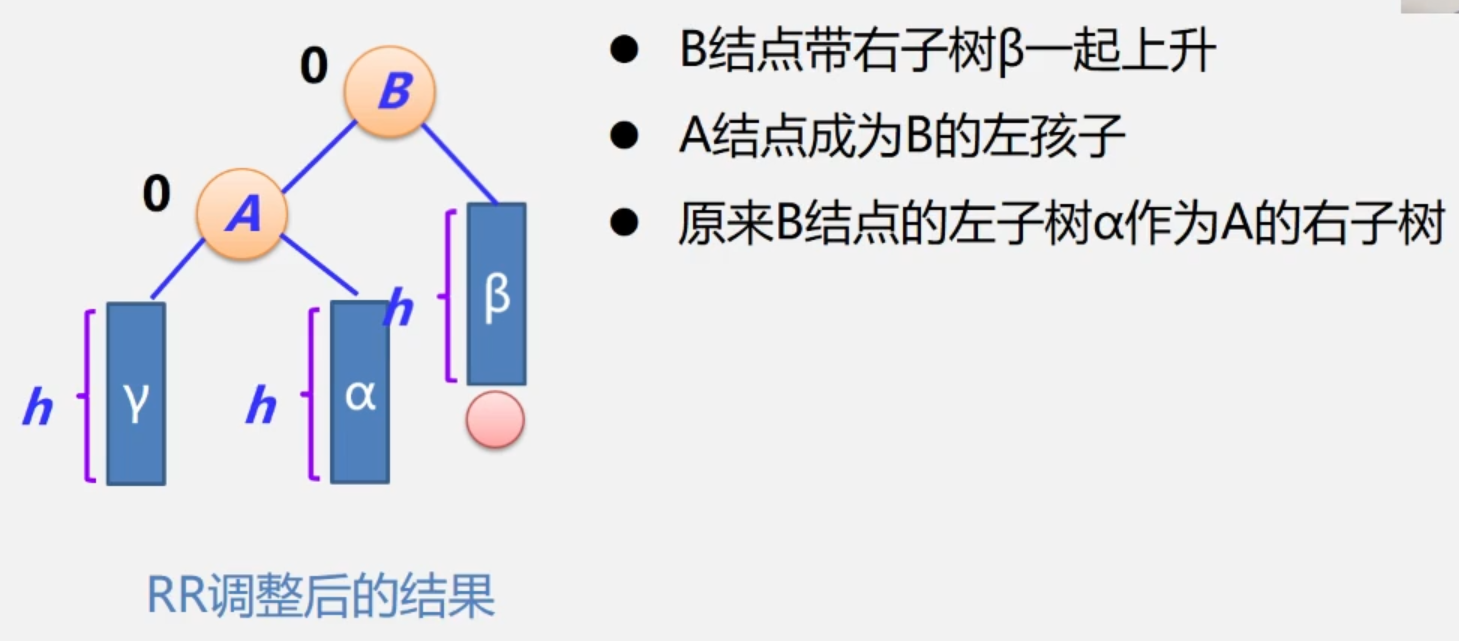 0
B
0
A
h
γ
h
α
h
β
● B结点带右子树β一起上升
● A结点成为B的左孩子
● 原来B结点的左子树α作为A的右子树
RR调整后的结果